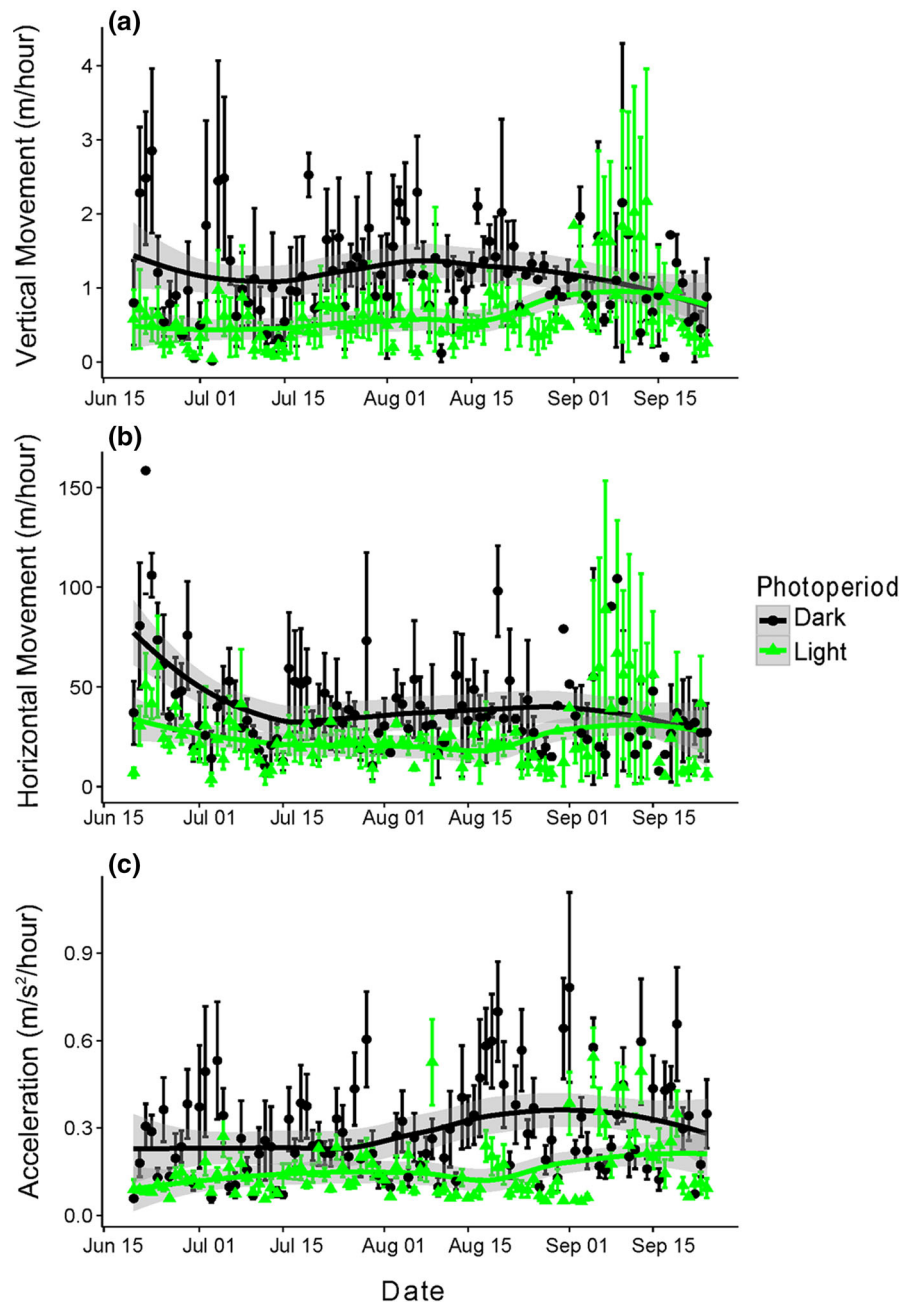 (a)
Vertical Movement (m/hour)
4
3
2
1
0
Jun 15 Jul 01 Jul 15 Aug 01 Aug 15 Sep 01 Sep 15
(b)
Horizontal Movement (m/hour)
150
100
50
0
Jun 15 Jul 01 Jul 15 Aug 01 Aug 15 Sep 01 Sep 15
Photoperiod
Dark
Light
(c)
Acceleration (m/s²/hour)
0.9
0.6
0.3
0.0
Jun 15 Jul 01 Jul 15 Aug 01 Aug 15 Sep 01 Sep 15
Date